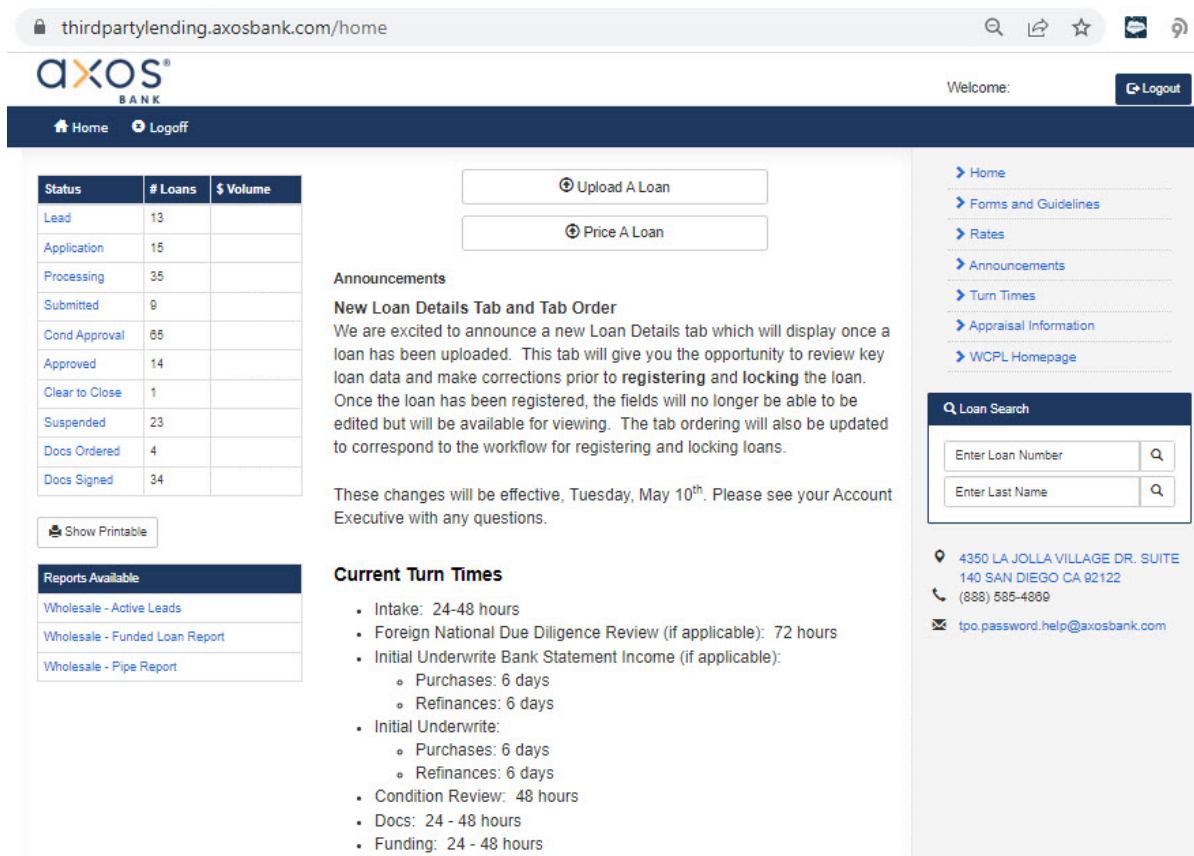 thirdpartylending.axosbank.com/home
axos®
BANK
Welcome:
Logout
Home Logoff
Status # Loans $ Volume
Lead 13
Application 15
Processing 35
Submitted 9
Cond Approval 65
Approved 14
Clear to Close 1
Suspended 23
Docs Ordered 4
Docs Signed 34
Show Printable
Reports Available
Wholesale - Active Leads
Wholesale - Funded Loan Report
Wholesale - Pipe Report
Upload A Loan
Price A Loan
Announcements
New Loan Details Tab and Tab Order
We are excited to announce a new Loan Details tab which will display once a
loan has been uploaded. This tab will give you the opportunity to review key
loan data and make corrections prior to registering and locking the loan.
Once the loan has been registered, the fields will no longer be able to be
edited but will be available for viewing. The tab ordering will also be updated
to correspond to the workflow for registering and locking loans.
These changes will be effective, Tuesday, May 10th. Please see your Account
Executive with any questions.
Current Turn Times
• Intake: 24-48 hours
• Foreign National Due Diligence Review (if applicable): 72 hours
• Initial Underwrite Bank Statement Income (if applicable):
◦ Purchases: 6 days
◦ Refinances: 6 days
• Initial Underwrite:
◦ Purchases: 6 days
◦ Refinances: 6 days
• Condition Review: 48 hours
• Docs: 24 - 48 hours
• Funding: 24 - 48 hours
Home
Forms and Guidelines
Rates
Announcements
Turn Times
Appraisal Information
WCPL Homepage
Loan Search
Enter Loan Number
Enter Last Name
4350 LA JOLLA VILLAGE DR. SUITE
140 SAN DIEGO CA 92122
(888) 585-4869
tpo.password.help@axosbank.com